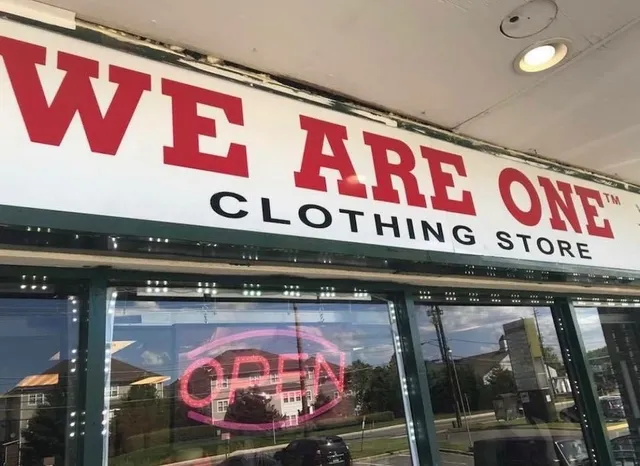 WE ARE ONE™
CLOTHING STORE
OPEN